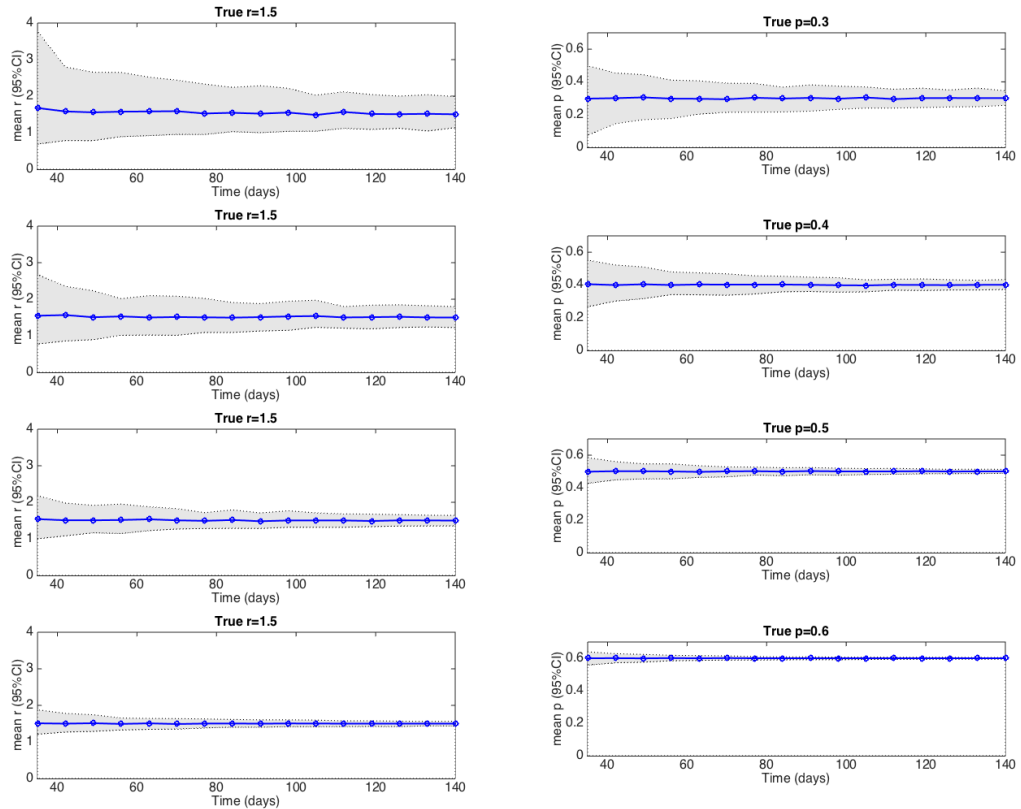 True r=1.5
mean r (95%CI)
4
3
2
1
0
40 60 80 100 120 140
Time (days)
True p=0.3
mean p (95%CI)
0.6
0.4
0.2
0
40 60 80 100 120 140
Time (days)
True r=1.5
mean r (95%CI)
4
3
2
1
0
40 60 80 100 120 140
Time (days)
True p=0.4
mean p (95%CI)
0.6
0.4
0.2
0
40 60 80 100 120 140
Time (days)
True r=1.5
mean r (95%CI)
4
3
2
1
0
40 60 80 100 120 140
Time (days)
True p=0.5
mean p (95%CI)
0.6
0.4
0.2
0
40 60 80 100 120 140
Time (days)
True r=1.5
mean r (95%CI)
4
3
2
1
0
40 60 80 100 120 140
Time (days)
True p=0.6
mean p (95%CI)
0.6
0.4
0.2
0
40 60 80 100 120 140
Time (days)